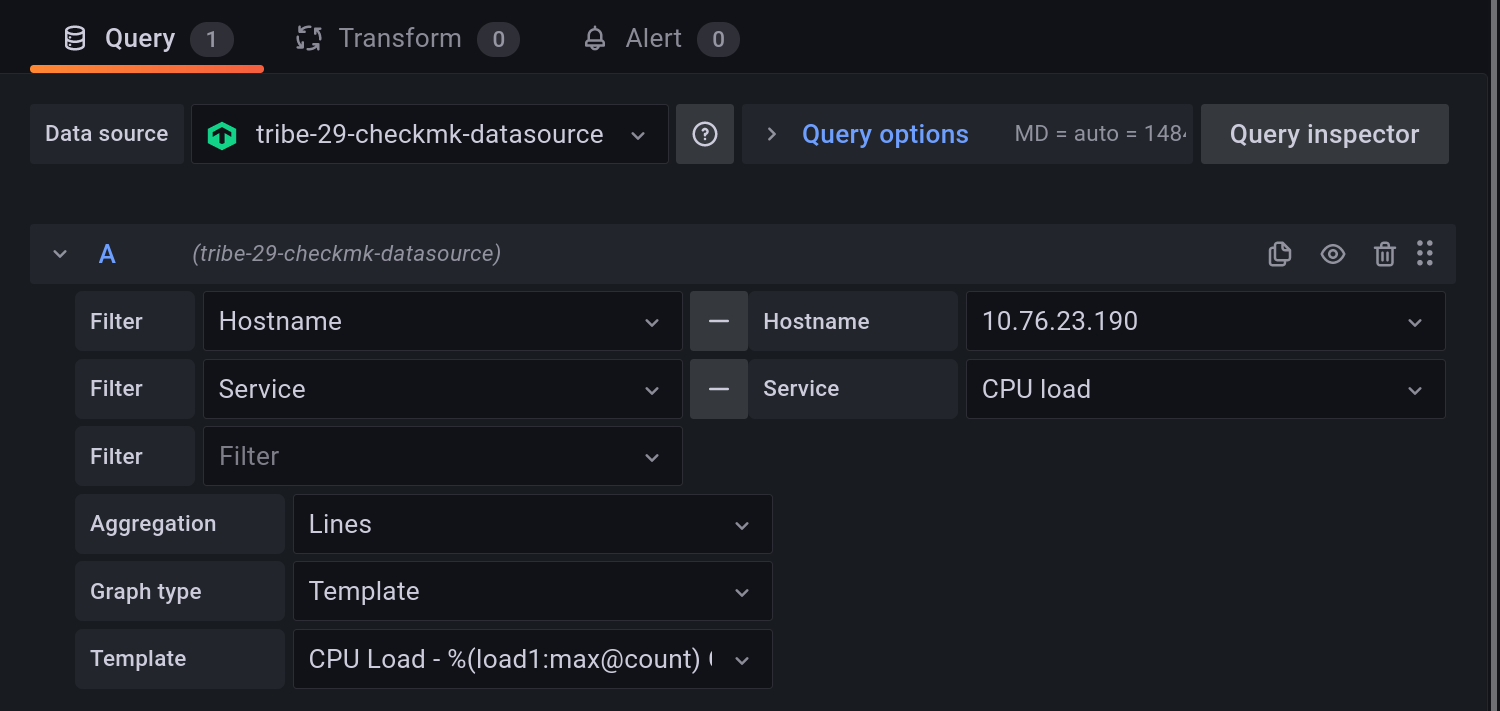 Query 1 Transform 0 Alert 0
Data source tribe-29-checkmk-datasource Query options MD = auto = 148 Query inspector
A (tribe-29-checkmk-datasource)
Filter Hostname Hostname 10.76.23.190
Filter Service Service CPU load
Filter Filter
Aggregation Lines
Graph type Template
Template CPU Load - %(load1:max@count)